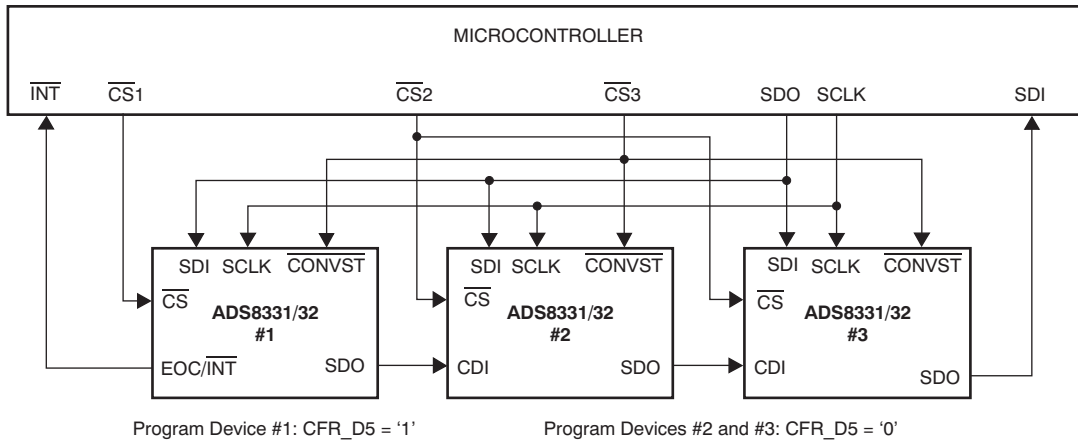 MICROCONTROLLER
INT CS1 CS2 CS3 SDO SCLK SDI
SDI SCLK CONVST SDI SCLK CONVST SDI SCLK CONVST
CS CS CS
ADS8331/32 ADS8331/32 ADS8331/32
#1 #2 #3
EOC/INT SDO CDI SDO CDI SDO
Program Device #1: CFR_D5 = ‘1’ Program Devices #2 and #3: CFR_D5 = ‘0’